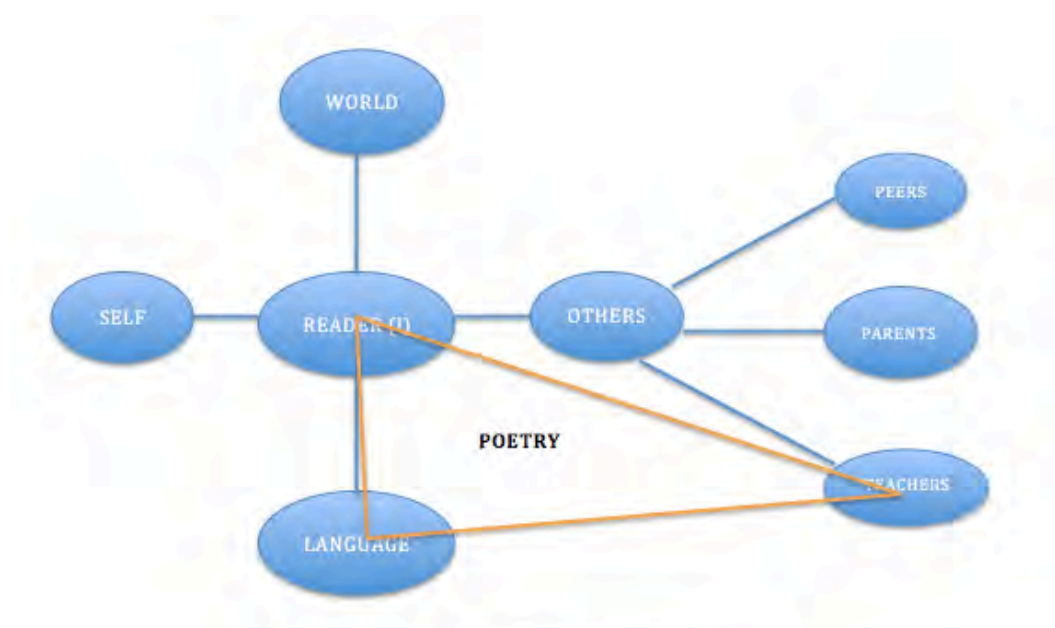 WORLD
PEERS
SELF
READER (I)
OTHERS
PARENTS
POETRY
TEACHERS
LANGUAGE